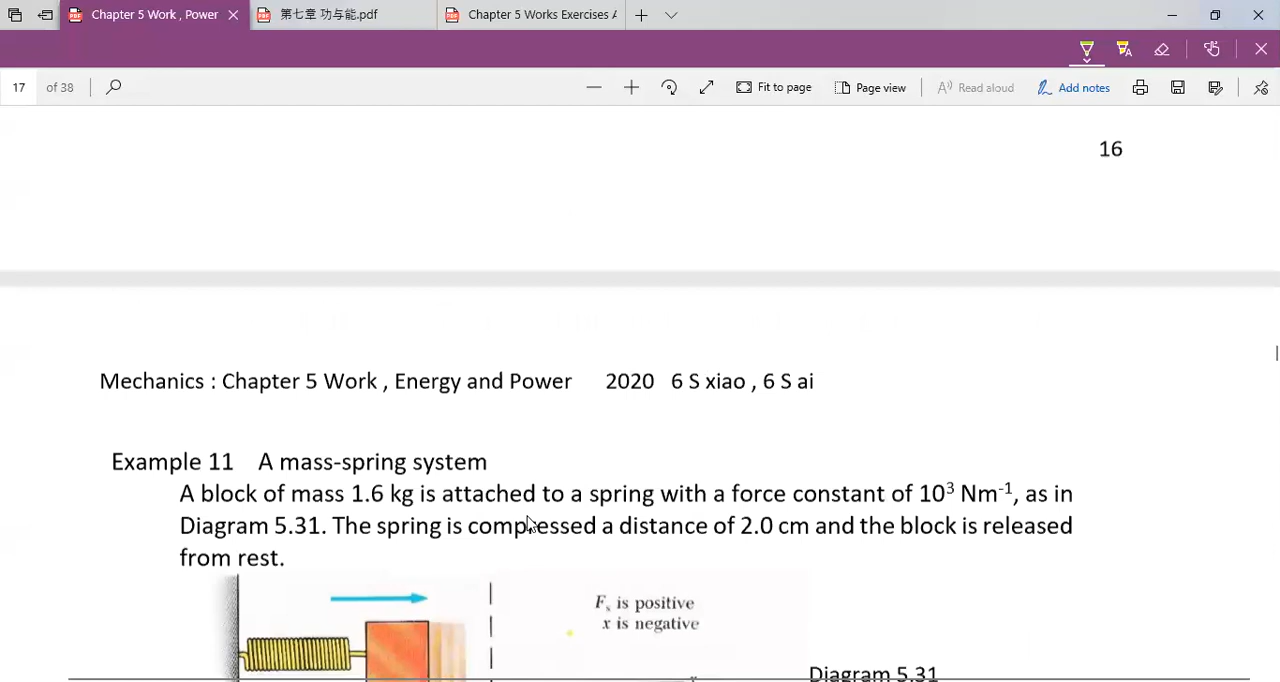 Chapter 5 Work , Power
第七章 功与能.pdf
Chapter 5 Works Exercises A
17 of 38
Fit to page
Page view
Read aloud
Add notes
16
Mechanics : Chapter 5 Work , Energy and Power 2020 6 S xiao , 6 S ai
Example 11 A mass-spring system
A block of mass 1.6 kg is attached to a spring with a force constant of 10³ Nm⁻¹, as in
Diagram 5.31. The spring is compressed a distance of 2.0 cm and the block is released
from rest.
Fₓ is positive
x is negative
Diagram 5.31